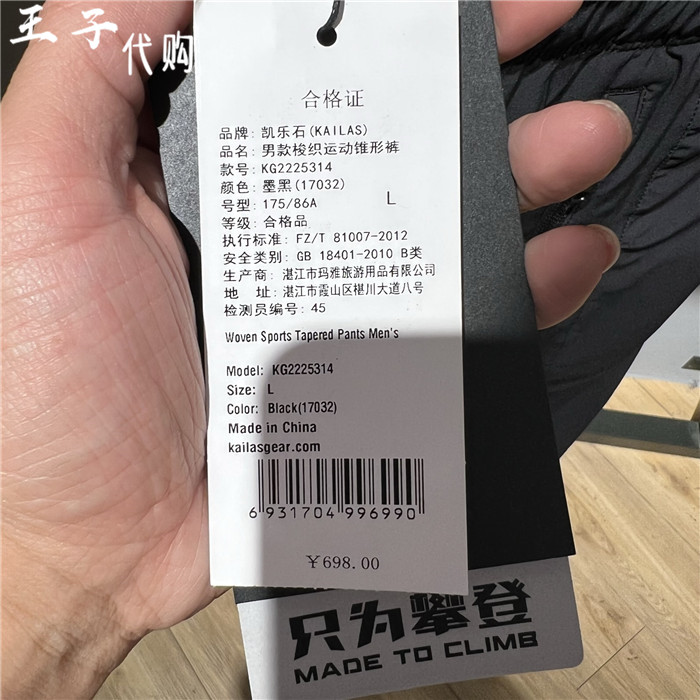 王子代购
合格证
品牌: 凯乐石(KAILAS)
品名: 男款梭织运动锥形裤
款号: KG2225314
颜色: 墨黑(17032)
号型: 175/86A L
等级: 合格品
执行标准: FZ/T 81007-2012
安全类别: GB 18401-2010 B类
生产商: 湛江市玛雅旅游用品有限公司
地 址: 湛江市霞山区椹川大道八号
检测员编号: 45
Woven Sports Tapered Pants Men's
Model: KG2225314
Size: L
Color: Black(17032)
Made in China
kailasgear.com
6 931704 996990
￥698.00
只为攀登
MADE TO CLIMB